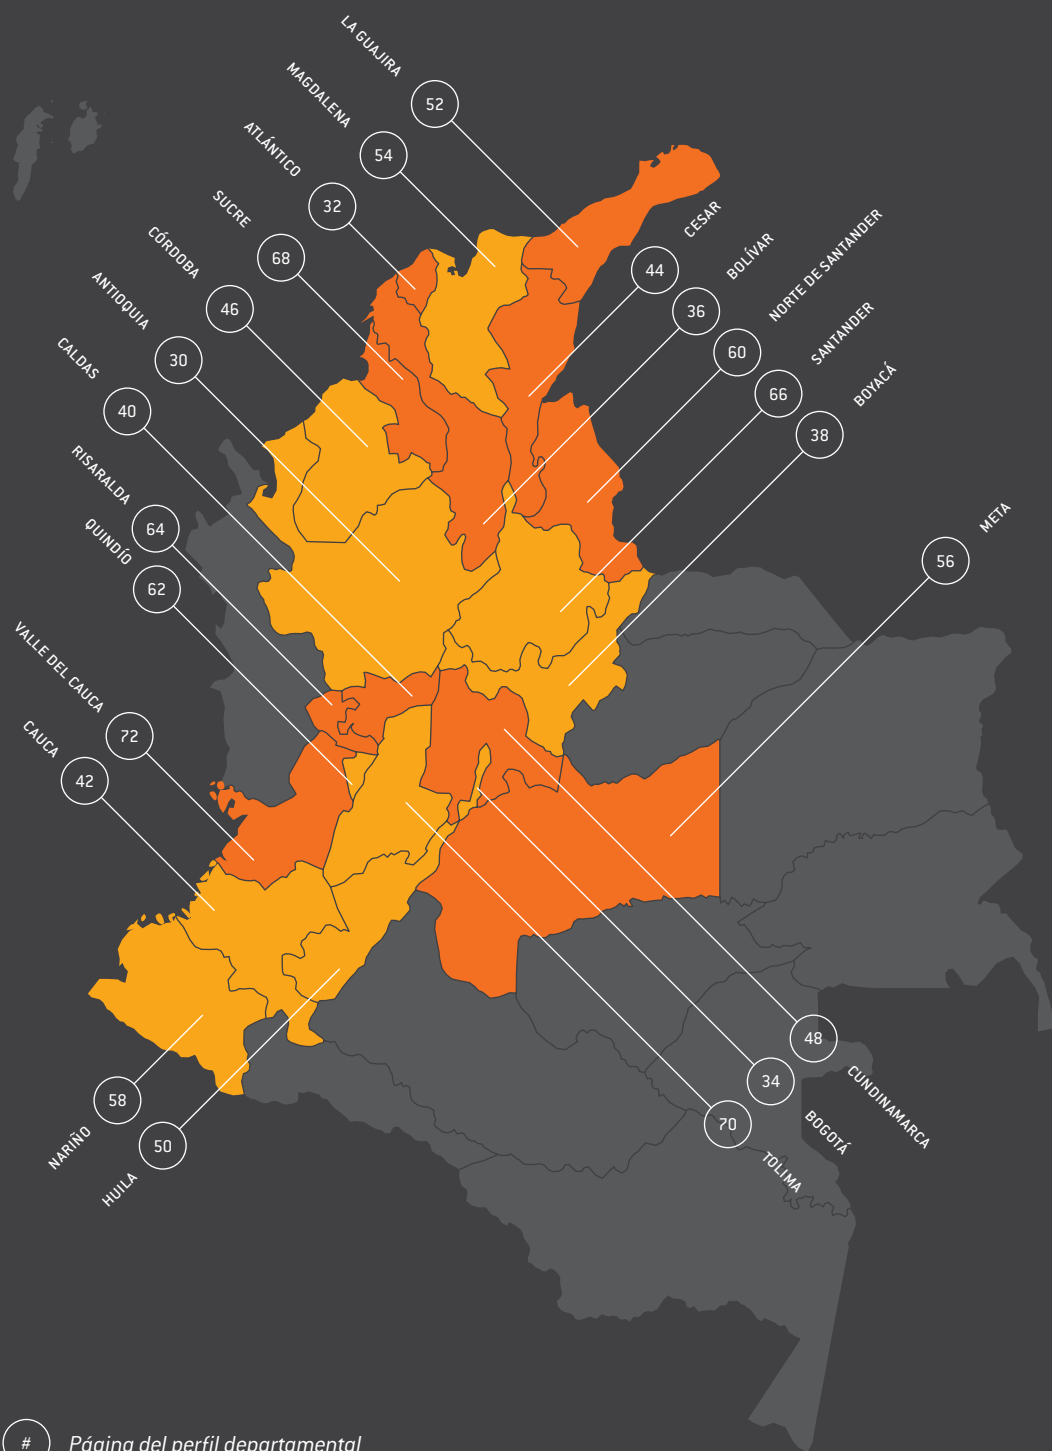 LA GUAJIRA
52
MAGDALENA
54
ATLÁNTICO
32
SUCRE
68
CÓRDOBA
46
ANTIOQUIA
30
CALDAS
40
RISARALDA
64
QUINDÍO
62
VALLE DEL CAUCA
72
CAUCA
42
NARIÑO
58
HUILA
50
CESAR
44
BOLÍVAR
36
NORTE DE SANTANDER
60
SANTANDER
66
BOYACÁ
38
META
56
48
CUNDINAMARCA
34
BOGOTÁ
70
TOLIMA
# Página del perfil departamental